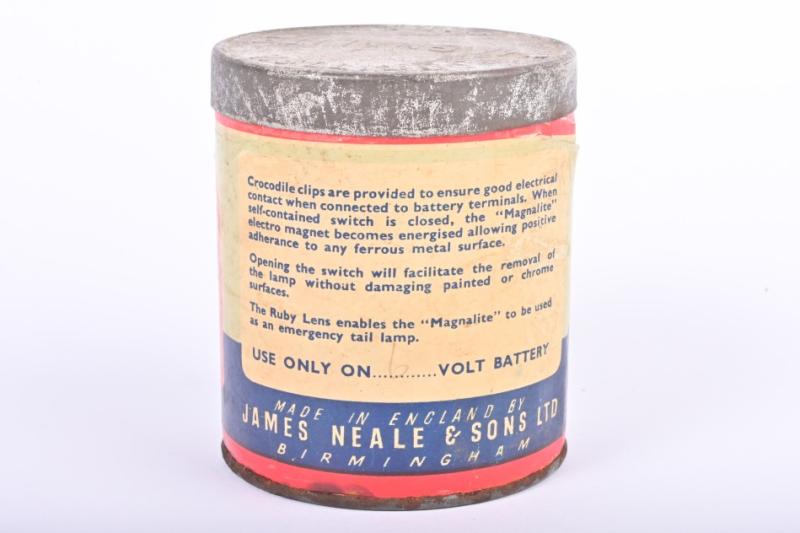 Crocodile clips are provided to ensure good electrical
contact when connected to battery terminals. When
self-contained switch is closed, the "Magnalite"
electro magnet becomes energised allowing positive
adherance to any ferrous metal surface.
Opening the switch will facilitate the removal of
the lamp without damaging painted or chrome
surfaces.
The Ruby Lens enables the "Magnalite" to be used
as an emergency tail lamp.
USE ONLY ON......6......VOLT BATTERY
MADE IN ENGLAND BY
JAMES NEALE & SONS LTD
BIRMINGHAM